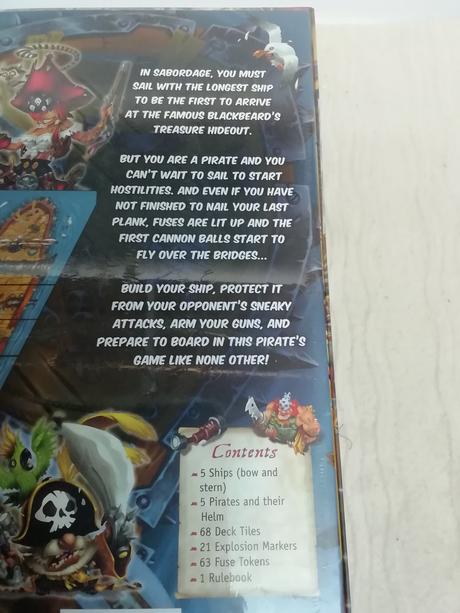 IN SABORDAGE, YOU MUST
SAIL WITH THE LONGEST SHIP
TO BE THE FIRST TO ARRIVE
AT THE FAMOUS BLACKBEARD'S
TREASURE HIDEOUT.
BUT YOU ARE A PIRATE AND YOU
CAN'T WAIT TO SAIL TO START
HOSTILITIES. AND EVEN IF YOU HAVE
NOT FINISHED TO NAIL YOUR LAST
PLANK, FUSES ARE LIT UP AND THE
FIRST CANNON BALLS START TO
FLY OVER THE BRIDGES...
BUILD YOUR SHIP, PROTECT IT
FROM YOUR OPPONENT'S SNEAKY
ATTACKS, ARM YOUR GUNS, AND
PREPARE TO BOARD IN THIS PIRATE'S
GAME LIKE NONE OTHER!
Contents
5 Ships (bow and
stern)
5 Pirates and their
Helm
68 Deck Tiles
21 Explosion Markers
63 Fuse Tokens
1 Rulebook